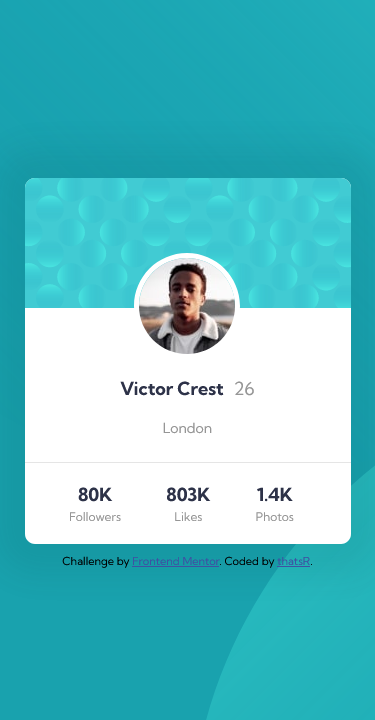 Victor Crest 26
London
80K 803K 1.4K
Followers Likes Photos
Challenge by Frontend Mentor. Coded by thatsR.